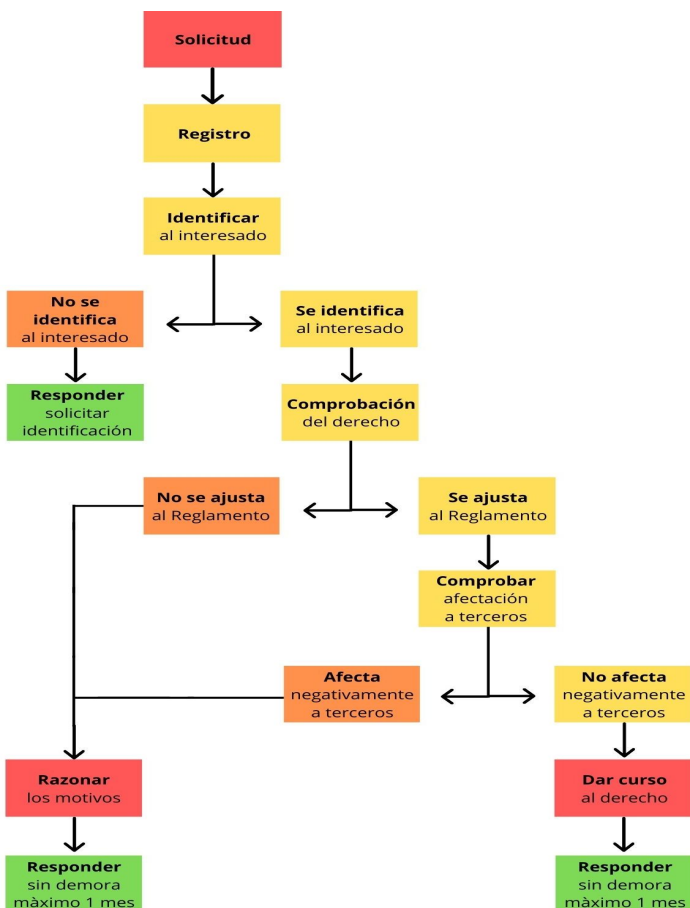 Solicitud
Registro
Identificar
al interesado
No se
identifica
al interesado
Se identifica
al interesado
Responder
solicitar
identificación
Comprobación
del derecho
No se ajusta
al Reglamento
Se ajusta
al Reglamento
Comprobar
afectación
a terceros
Afecta
negativamente
a terceros
No afecta
negativamente
a terceros
Razonar
los motivos
Dar curso
al derecho
Responder
sin demora
màximo 1 mes
Responder
sin demora
màximo 1 mes